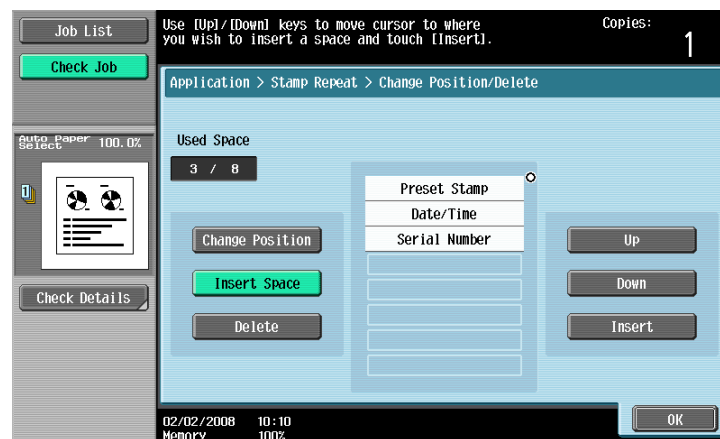 Job List
Check Job
Use [Up]/[Down] keys to move cursor to where
you wish to insert a space and touch [Insert].
Copies:
1
Application > Stamp Repeat > Change Position/Delete
Auto Paper
Select
100.0%
1
Used Space
3 / 8
Preset Stamp
Date/Time
Serial Number
Change Position
Insert Space
Delete
Up
Down
Insert
Check Details
OK
02/02/2008 10:10
Memory 100%